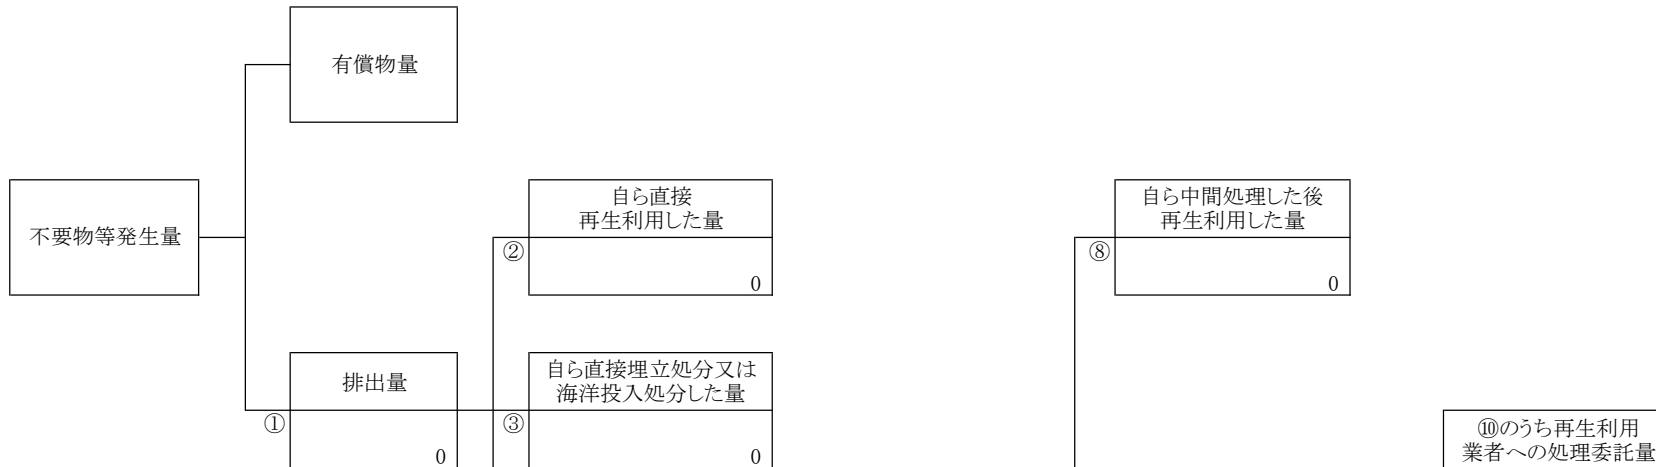 有償物量
不要物等発生量
自ら直接
再生利用した量
②
0
自ら中間処理した後
再生利用した量
⑧
0
排出量
①
0
自ら直接埋立処分又は
海洋投入処分した量
③
0
⑩のうち再生利用
業者への処理委託量